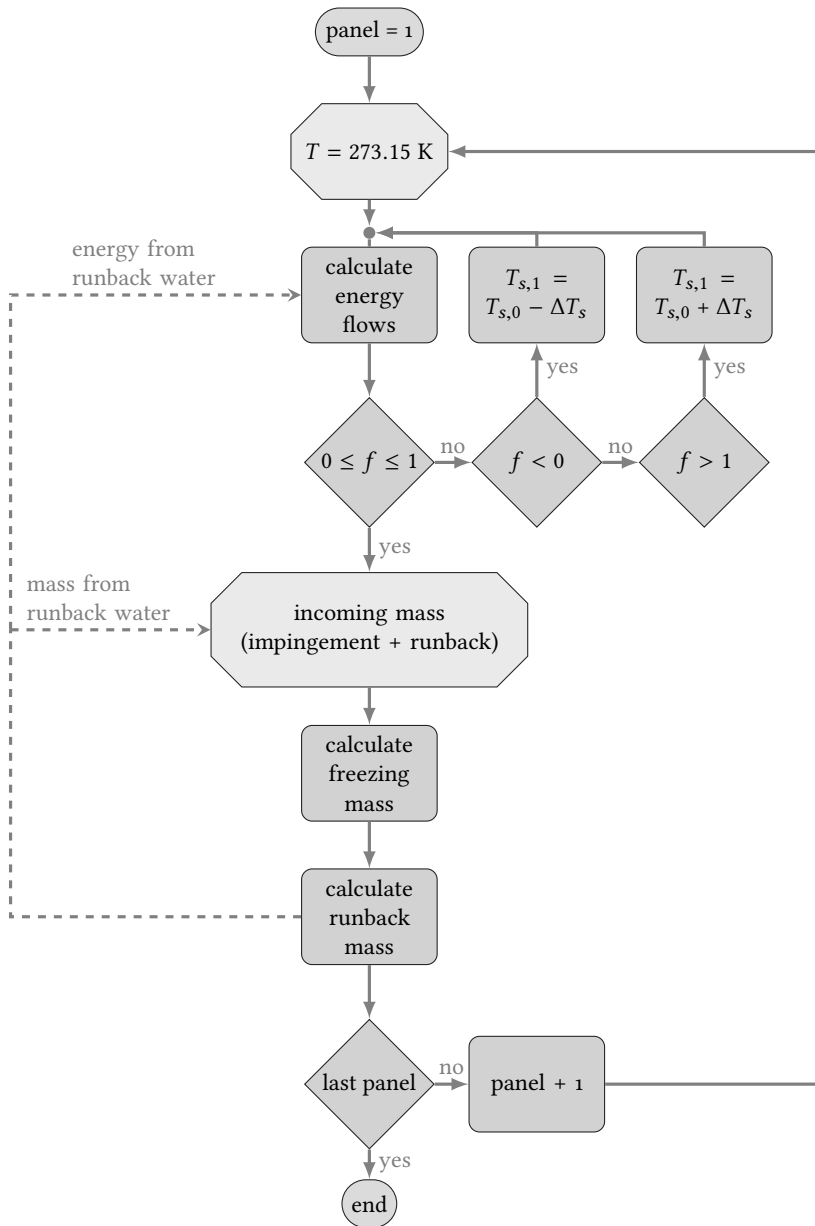 panel = 1
T = 273.15 K
energy from
runback water
calculate
energy
flows
T_{s,1} =
T_{s,0} − ΔT_s
T_{s,1} =
T_{s,0} + ΔT_s
yes
yes
0 ≤ f ≤ 1
no
f < 0
no
f > 1
yes
mass from
runback water
incoming mass
(impingement + runback)
calculate
freezing
mass
calculate
runback
mass
last panel
no
panel + 1
yes
end